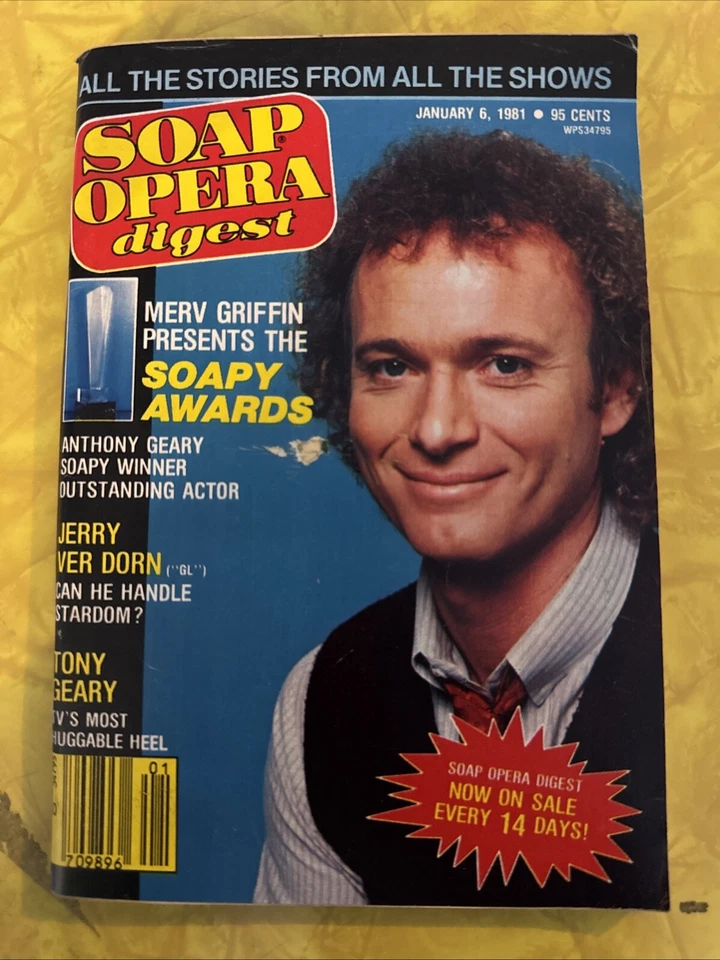 ALL THE STORIES FROM ALL THE SHOWS
SOAP
OPERA
digest
JANUARY 6, 1981 ● 95 CENTS
WPS34795
MERV GRIFFIN
PRESENTS THE
SOAPY
AWARDS
ANTHONY GEARY
SOAPY WINNER
OUTSTANDING ACTOR
JERRY
VER DORN ("GL")
CAN HE HANDLE
STARDOM?
TONY
GEARY
TV'S MOST
HUGGABLE HEEL
01
709896
SOAP OPERA DIGEST
NOW ON SALE
EVERY 14 DAYS!